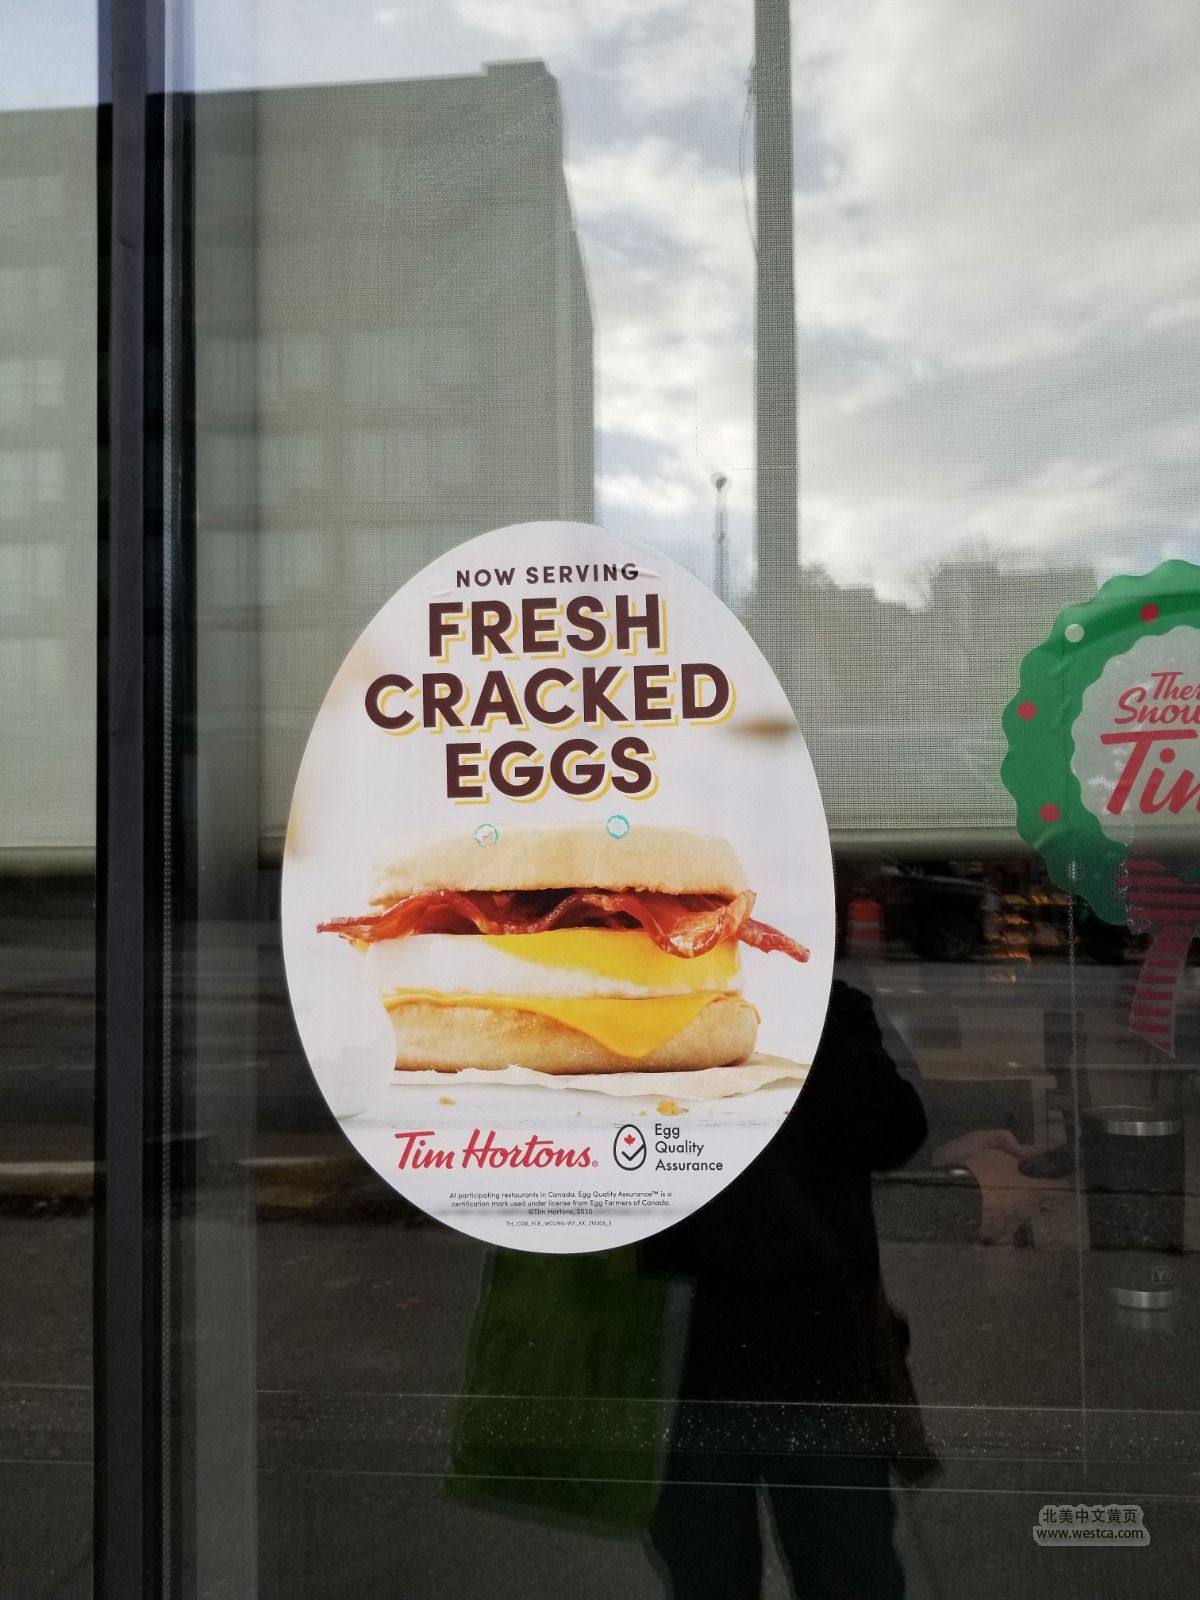 NOW SERVING
FRESH
CRACKED
EGGS
Tim Hortons®
Egg
Quality
Assurance
At participating restaurants in Canada. Egg Quality Assurance™ is a
certification mark used under license from Egg Farmers of Canada.
©Tim Hortons, 2020
北美中文黄页
www.westca.com